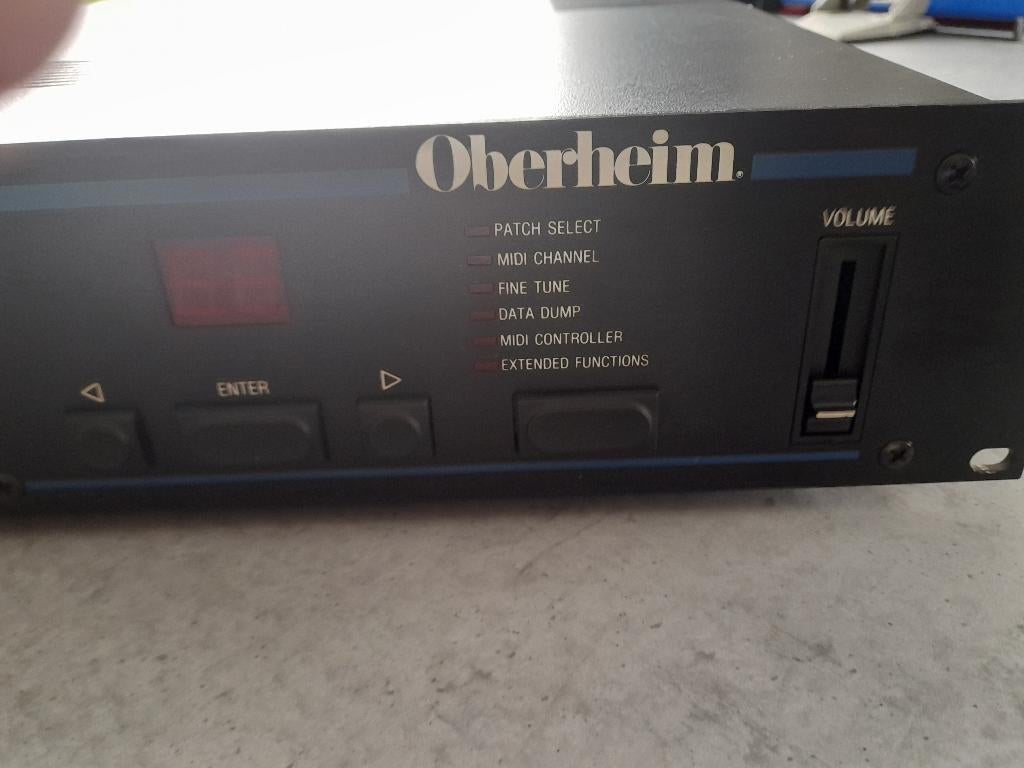 Oberheim.
PATCH SELECT
MIDI CHANNEL
FINE TUNE
DATA DUMP
MIDI CONTROLLER
EXTENDED FUNCTIONS
VOLUME
ENTER